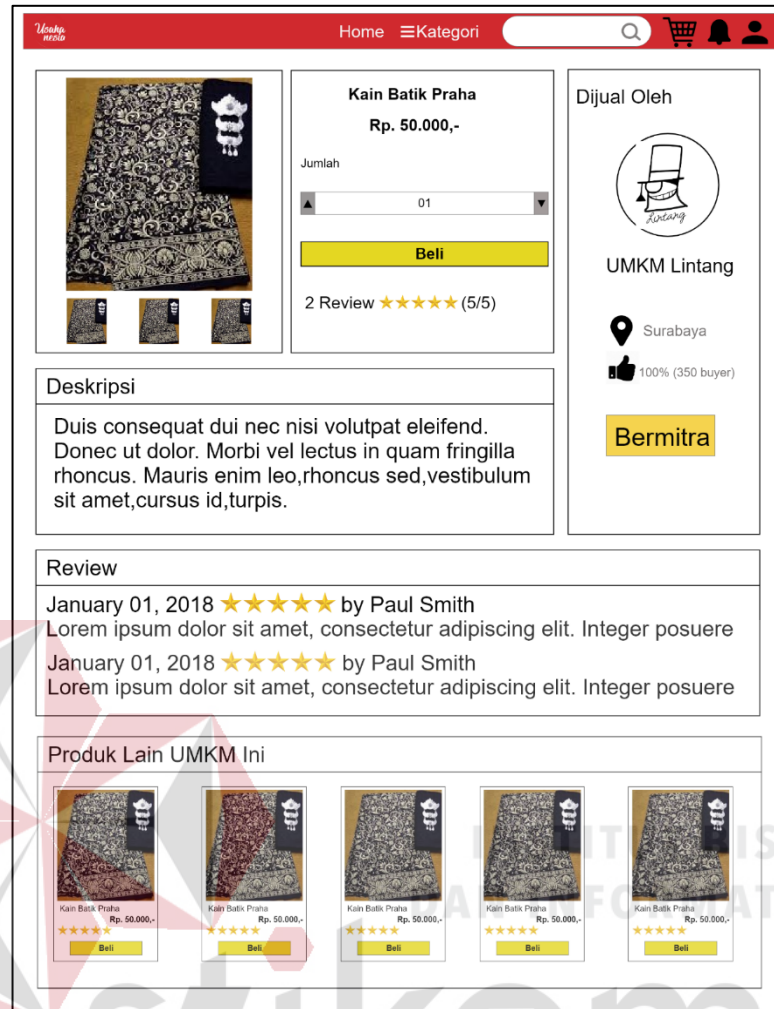 Usaha
nesia
Home
Kategori
Kain Batik Praha
Rp. 50.000,-
Jumlah
01
Beli
2 Review (5/5)
Dijual Oleh
Lintang
UMKM Lintang
Surabaya
100% (350 buyer)
Bermitra
Deskripsi
Duis consequat dui nec nisi volutpat eleifend.
Donec ut dolor. Morbi vel lectus in quam fringilla
rhoncus. Mauris enim leo,rhoncus sed,vestibulum
sit amet,cursus id,turpis.
Review
January 01, 2018 by Paul Smith
Lorem ipsum dolor sit amet, consectetur adipiscing elit. Integer posuere
January 01, 2018 by Paul Smith
Lorem ipsum dolor sit amet, consectetur adipiscing elit. Integer posuere
Produk Lain UMKM Ini
Kain Batik Praha
Rp. 50.000,-
Beli
Kain Batik Praha
Rp. 50.000,-
Beli
Kain Batik Praha
Rp. 50.000,-
Beli
Kain Batik Praha
Rp. 50.000,-
Beli
Kain Batik Praha
Rp. 50.000,-
Beli